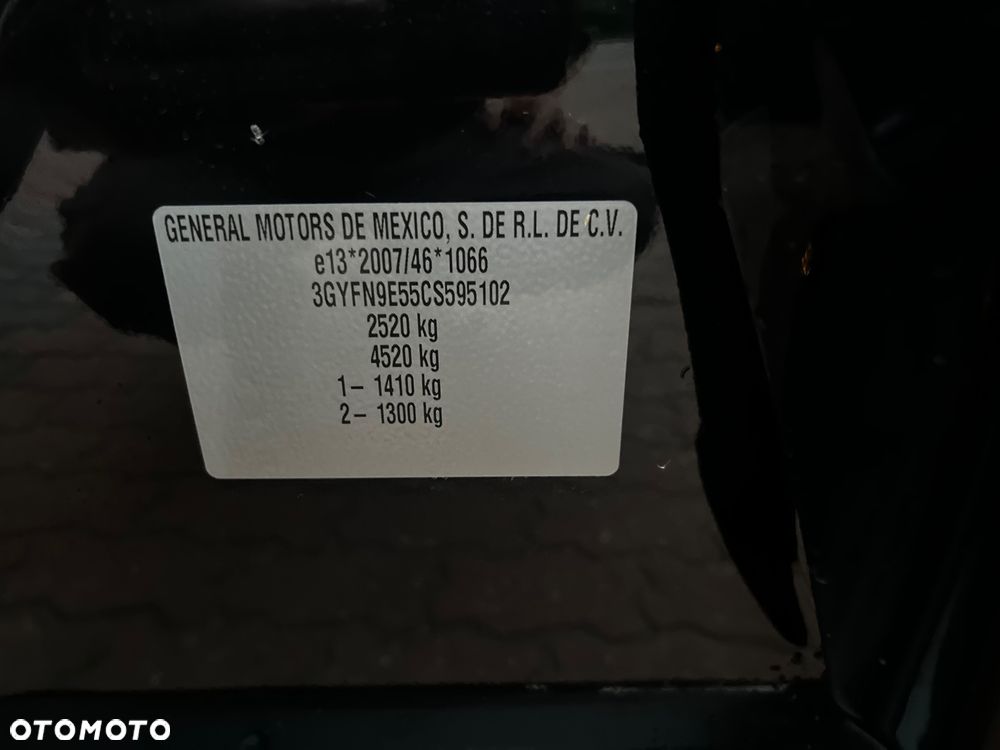 GENERAL MOTORS DE MEXICO, S. DE R.L. DE C.V.
e13*2007/46*1066
3GYFN9E55CS595102
2520 kg
4520 kg
1– 1410 kg
2– 1300 kg
OTOMOTO